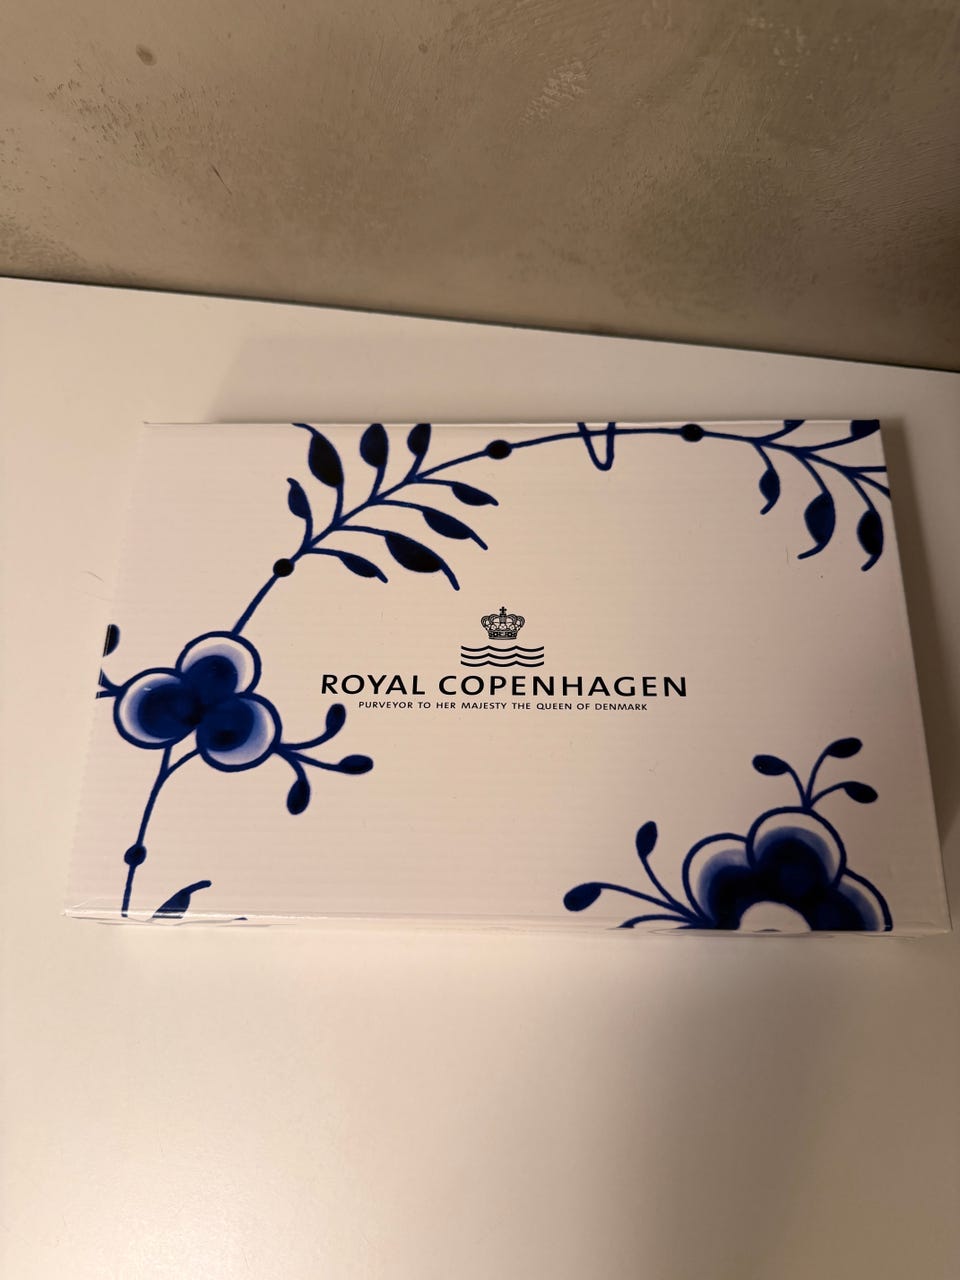 ROYAL COPENHAGEN
PURVEYOR TO HER MAJESTY THE QUEEN OF DENMARK